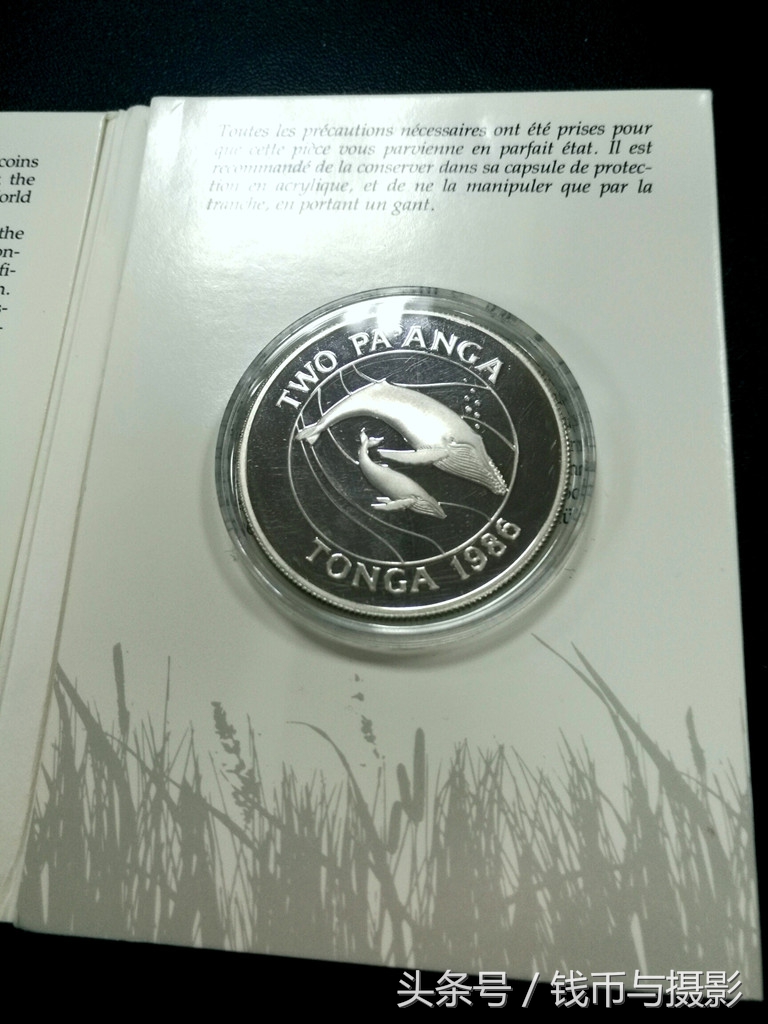 coins
the
orld
the
on-
fi-
n.
Toutes les précautions nécessaires ont été prises pour
que cette pièce vous parvienne en parfait état. Il est
recommandé de la conserver dans sa capsule de protec-
tion en acrylique, et de ne la manipuler que par la
tranche, en portant un gant.
TWO PA'ANGA
TONGA 1986
头条号 / 钱币与摄影